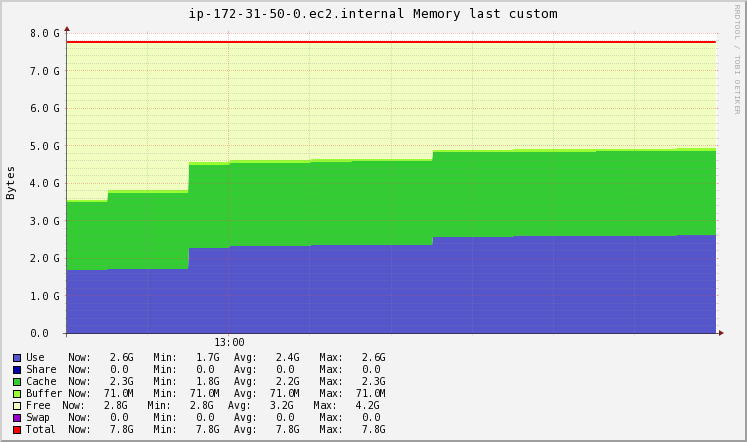 ip-172-31-50-0.ec2.internal Memory last custom
RRDTOOL / TOBI OETIKER
Bytes
8.0 G
7.0 G
6.0 G
5.0 G
4.0 G
3.0 G
2.0 G
1.0 G
0.0
13:00
Use Now: 2.6G Min: 1.7G Avg: 2.4G Max: 2.6G
Share Now: 0.0 Min: 0.0 Avg: 0.0 Max: 0.0
Cache Now: 2.3G Min: 1.8G Avg: 2.2G Max: 2.3G
Buffer Now: 71.0M Min: 71.0M Avg: 71.0M Max: 71.0M
Free Now: 2.8G Min: 2.8G Avg: 3.2G Max: 4.2G
Swap Now: 0.0 Min: 0.0 Avg: 0.0 Max: 0.0
Total Now: 7.8G Min: 7.8G Avg: 7.8G Max: 7.8G